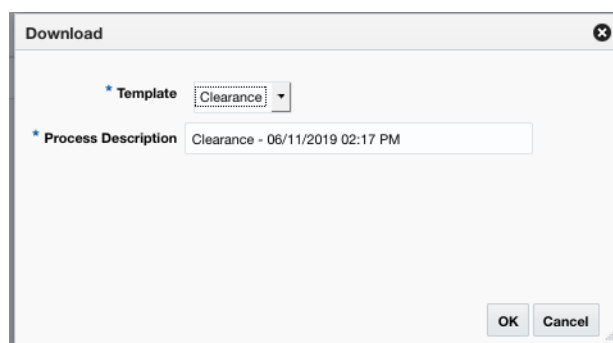 Download
* Template Clearance
* Process Description Clearance - 06/11/2019 02:17 PM
OK Cancel